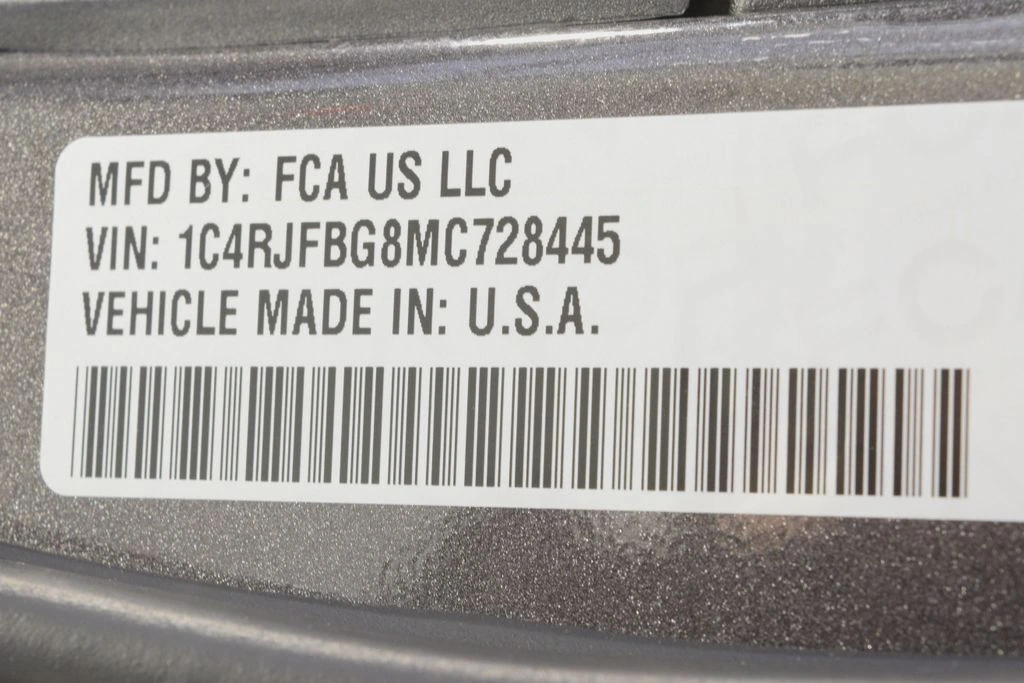 MFD BY: FCA US LLC
VIN: 1C4RJFBG8MC728445
VEHICLE MADE IN: U.S.A.